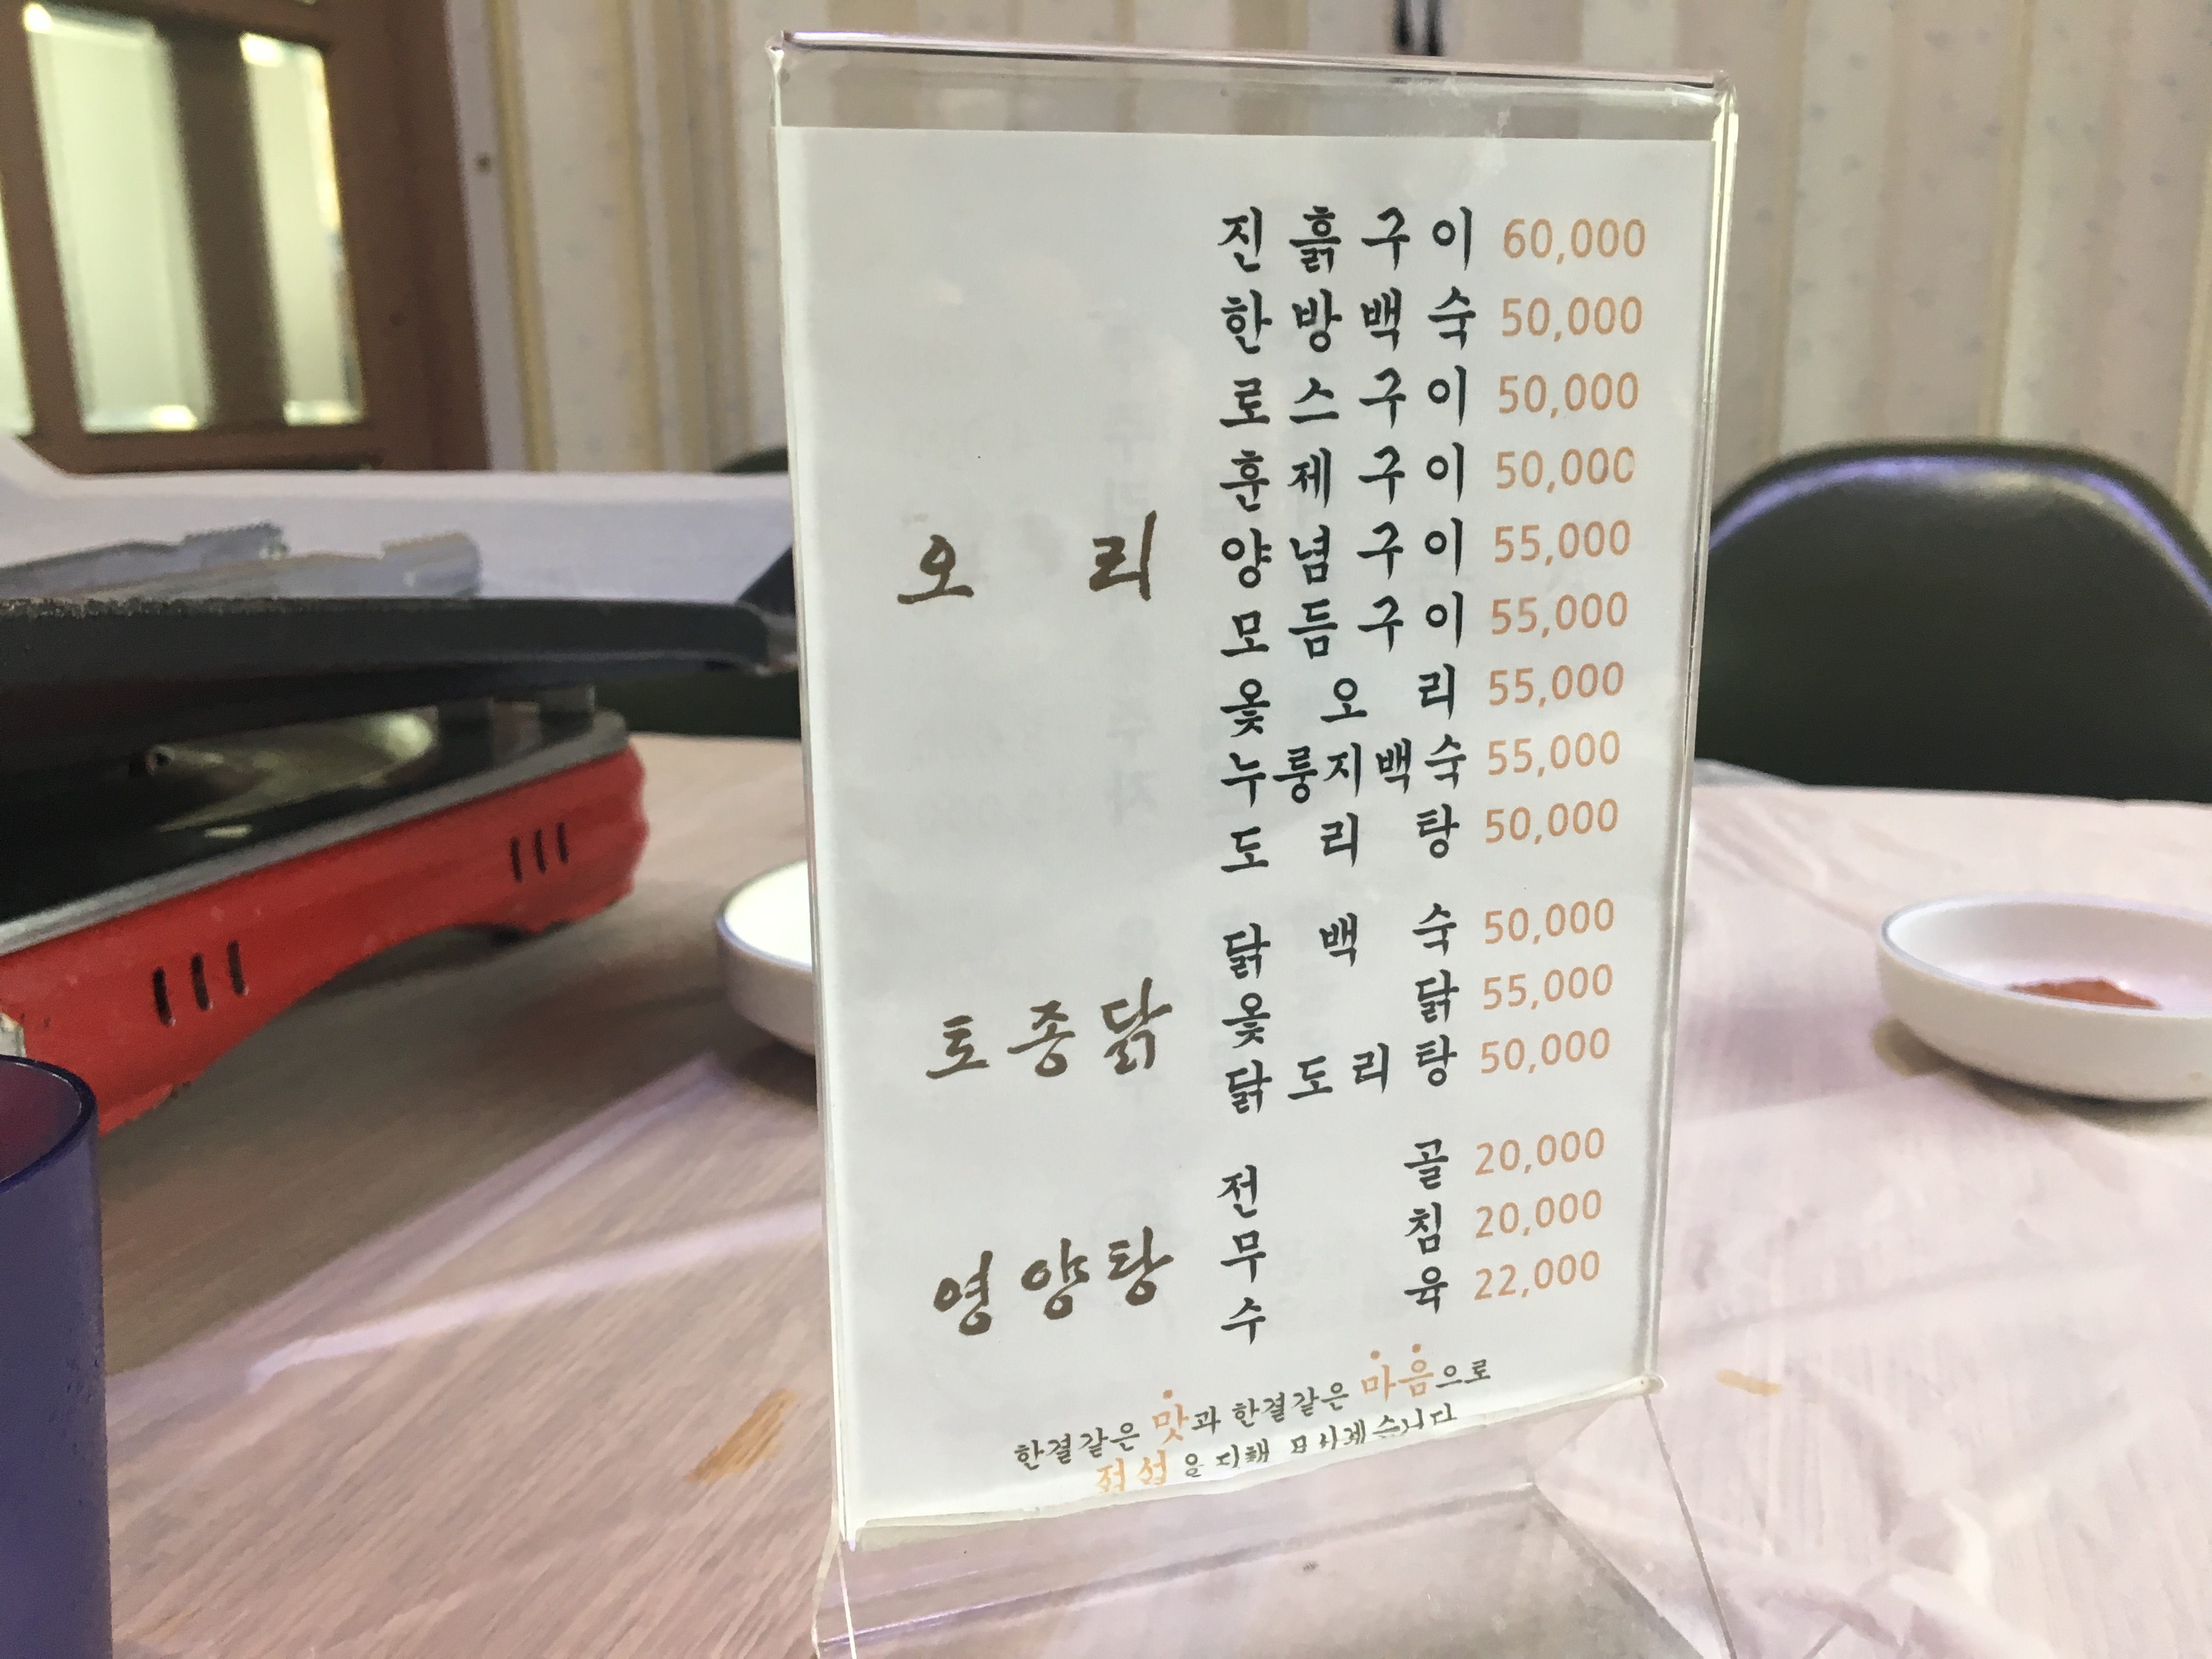 오리
진흙구이 60,000
한방백숙 50,000
로스구이 50,000
훈제구이 50,000
양념구이 55,000
모듬구이 55,000
옻오리 55,000
누룽지백숙 55,000
도리탕 50,000
토종닭
닭백숙 50,000
옻닭 55,000
닭도리탕 50,000
영양탕
전골 20,000
무침 20,000
수육 22,000
한결같은 맛과 한결같은 마음으로